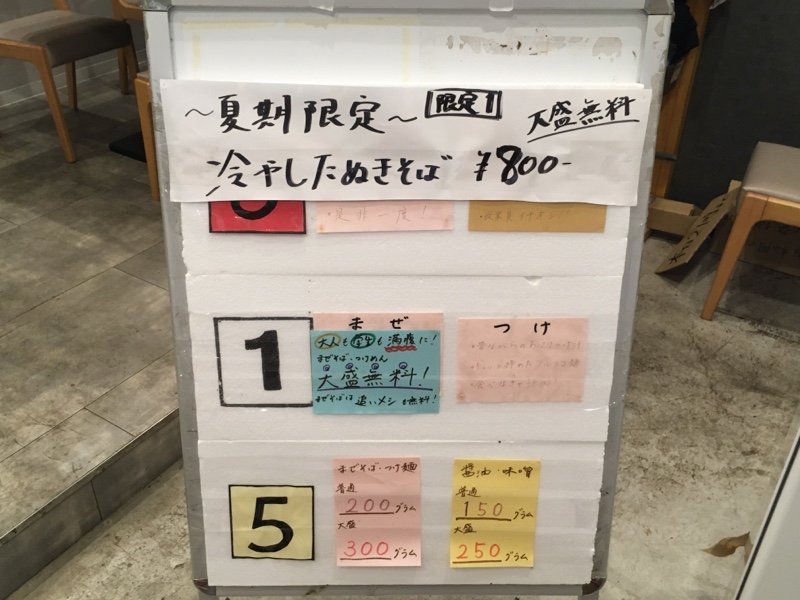 ～夏期限定～ 限定1 大盛無料
冷やしたぬきそば ¥800-
・是非一度！
1
まぜ
大人も学生も満腹に！
まぜそば・つけめん
大盛無料！
まぜそばは追いメシも無料！
つけ
5
まぜそば・つけ麺
普通
200グラム
大盛
300グラム
醤油・味噌
普通
150グラム
大盛
250グラム